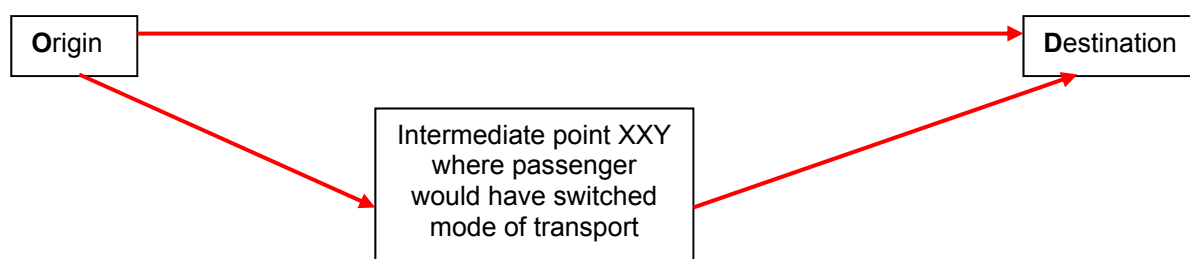 Origin
Destination
Intermediate point XXY
where passenger
would have switched
mode of transport